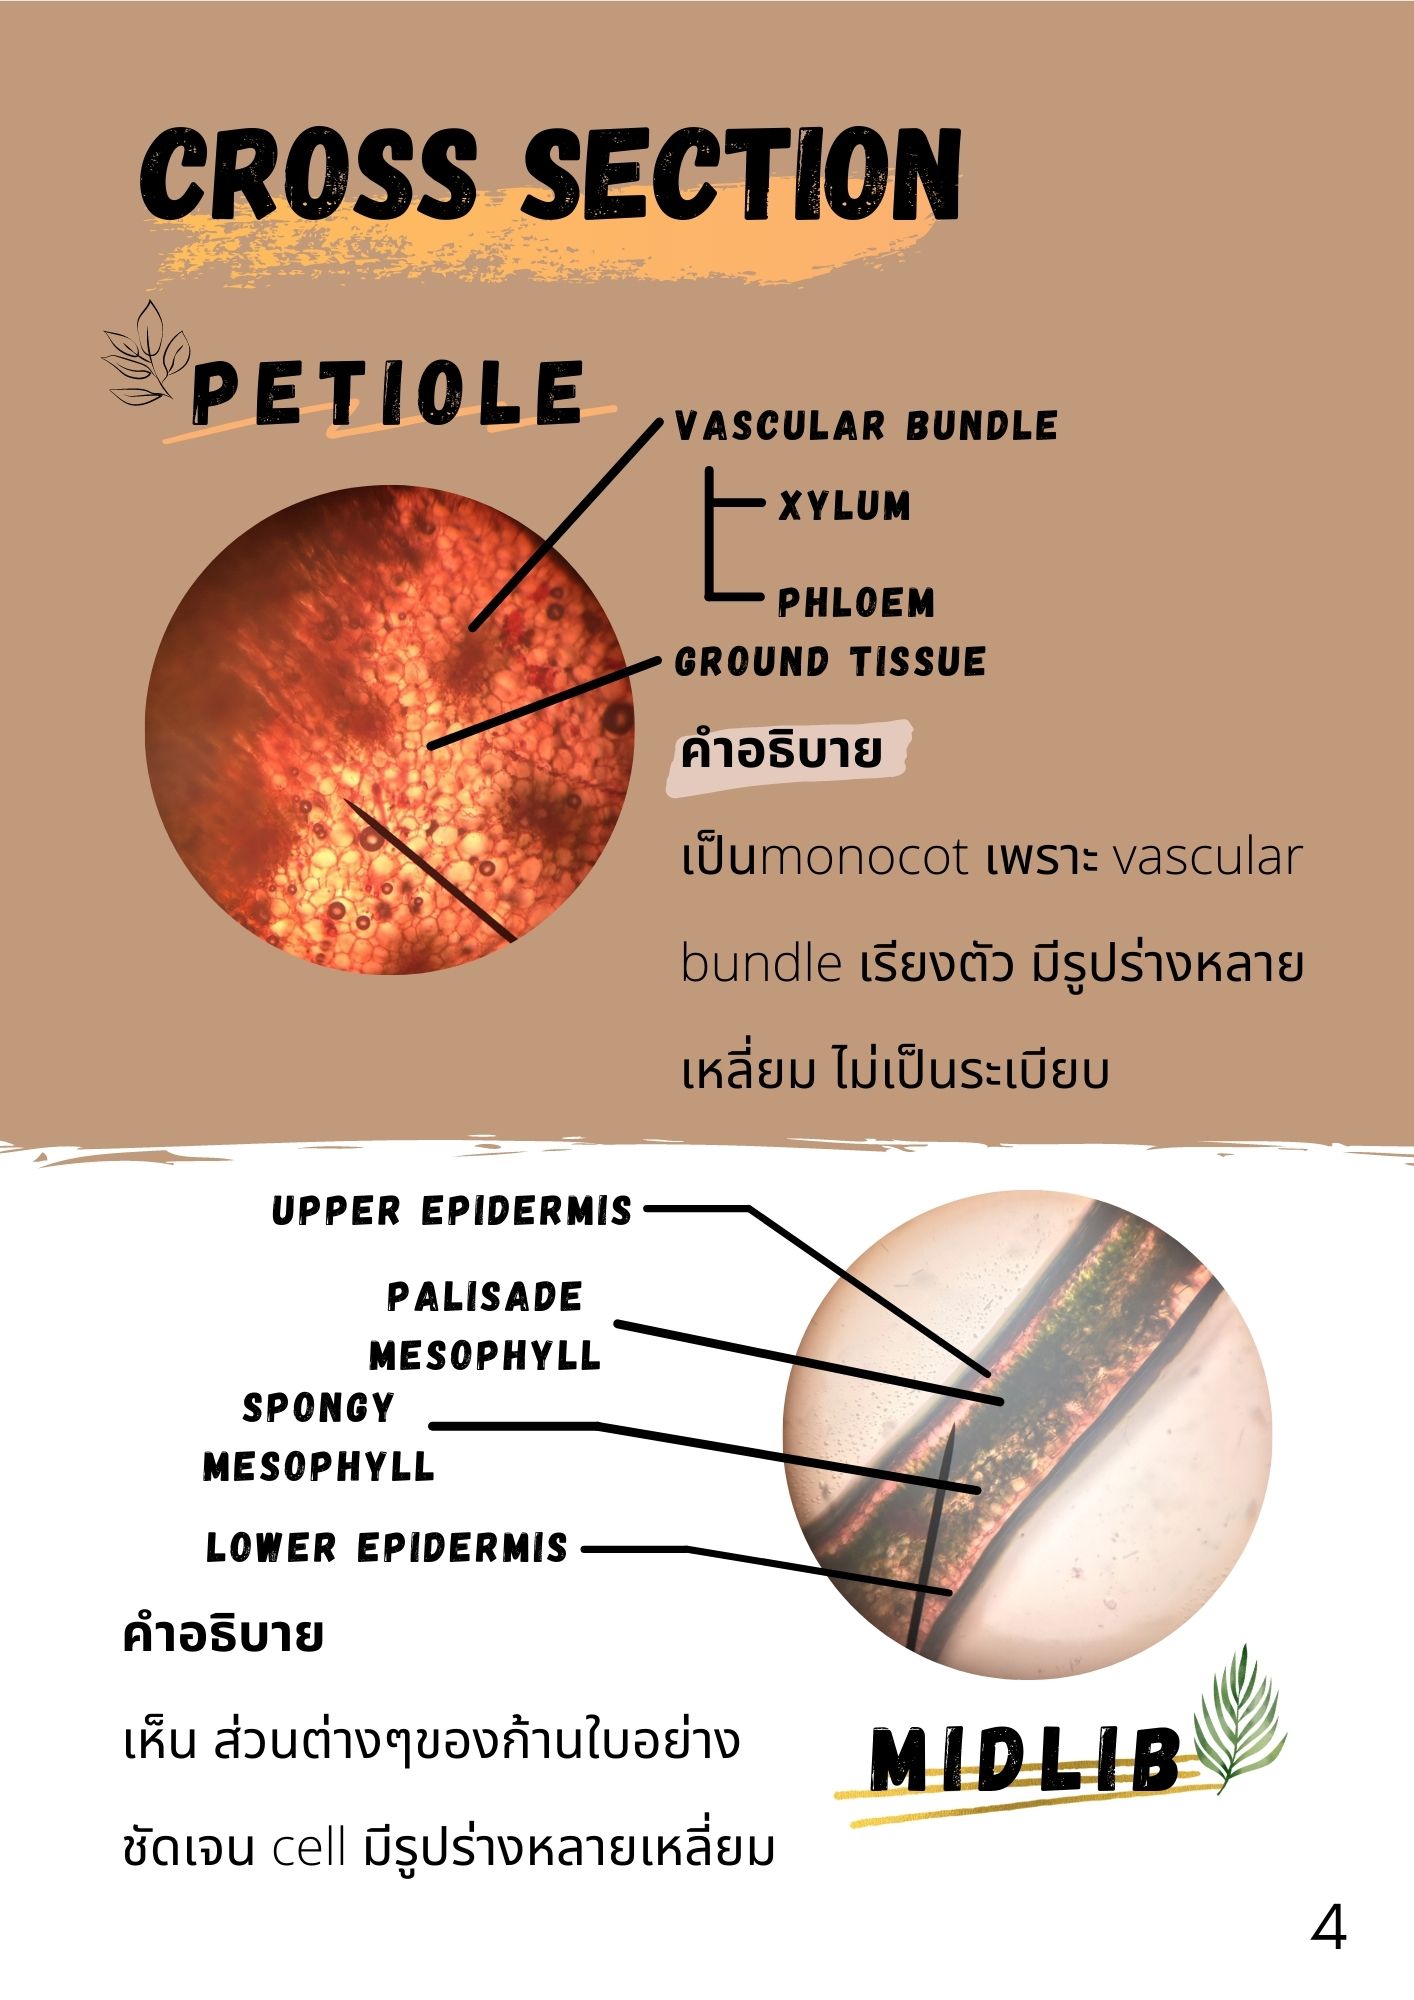 CROSS SECTION
PETIOLE
VASCULAR BUNDLE
XYLUM
PHLOEM
GROUND TISSUE
คำอธิบาย
เป็นmonocot เพราะ vascular
bundle เรียงตัว มีรูปร่างหลาย
เหลี่ยม ไม่เป็นระเบียบ
UPPER EPIDERMIS
PALISADE
MESOPHYLL
SPONGY
MESOPHYLL
LOWER EPIDERMIS
คำอธิบาย
เห็น ส่วนต่างๆของก้านใบอย่าง
ชัดเจน cell มีรูปร่างหลายเหลี่ยม
MIDLIB
4